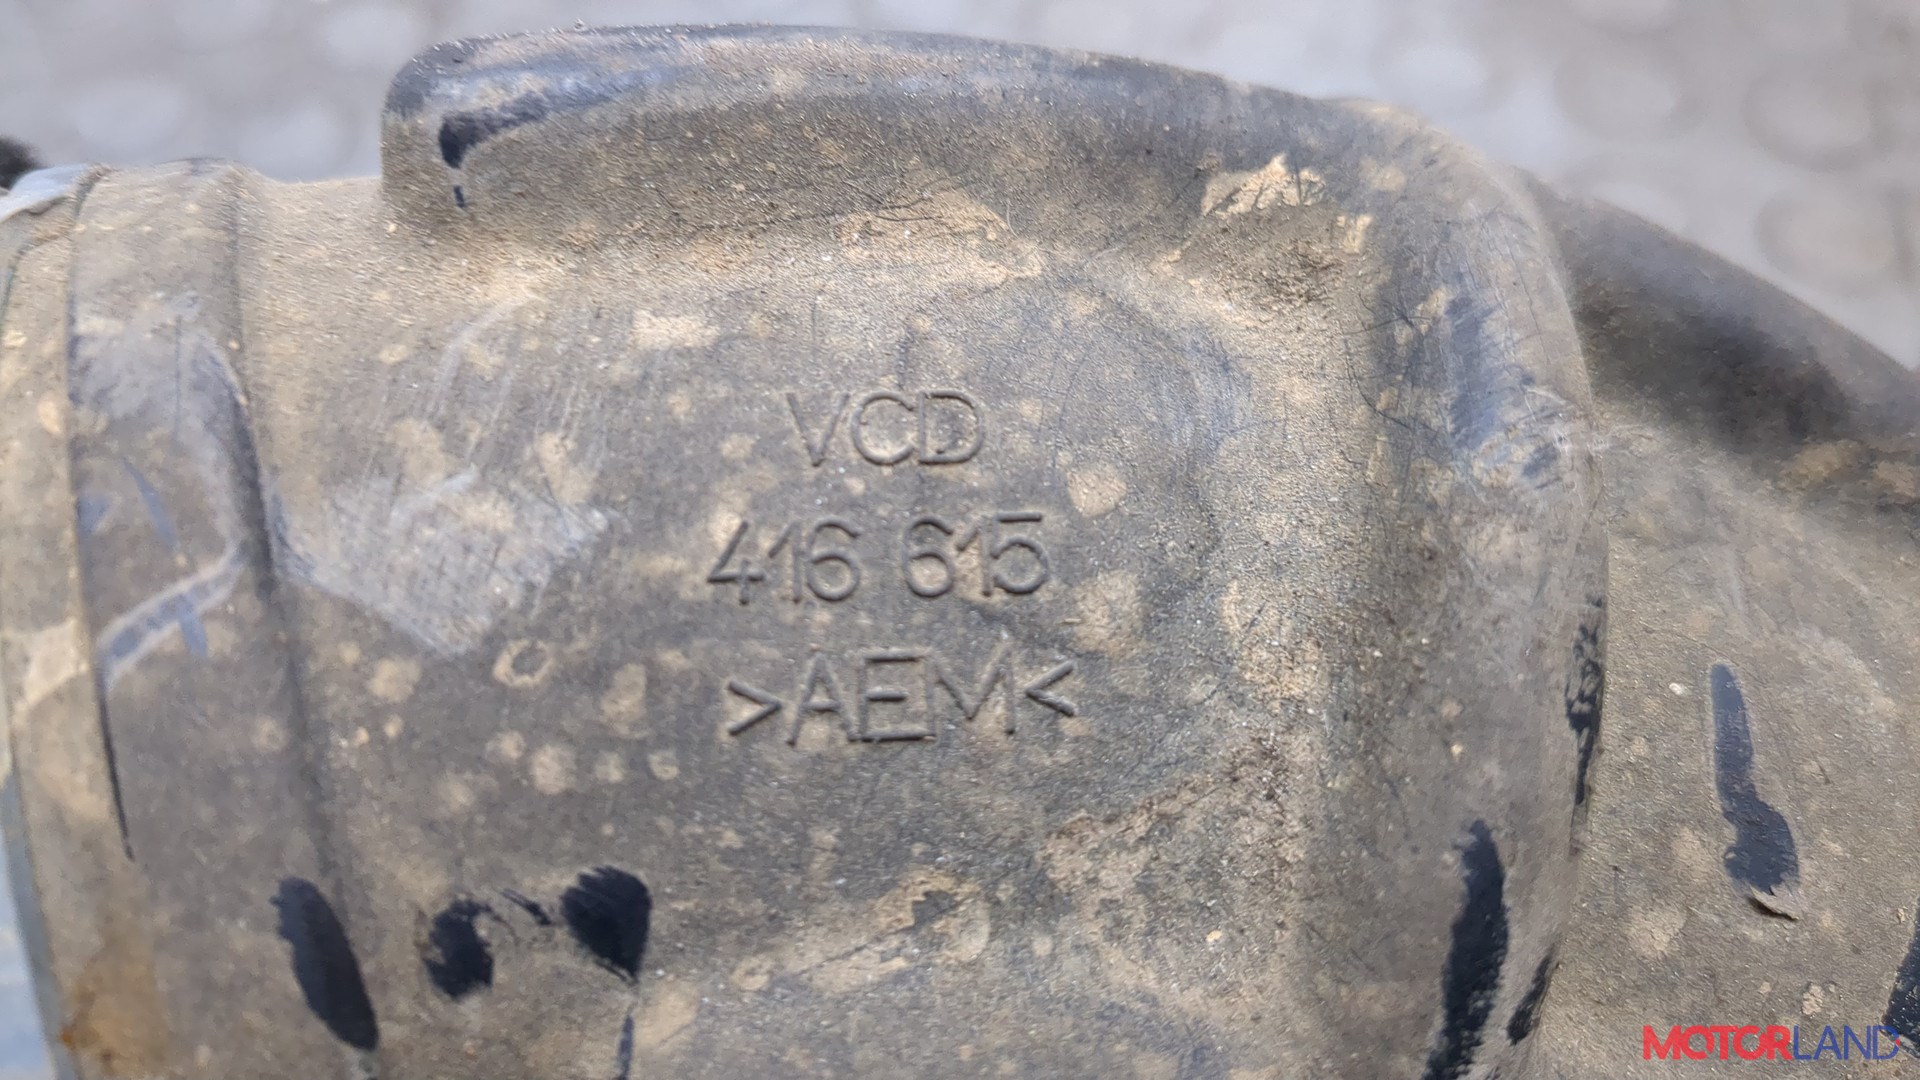 VCD
416 615
>AEM<
MOTORLAND